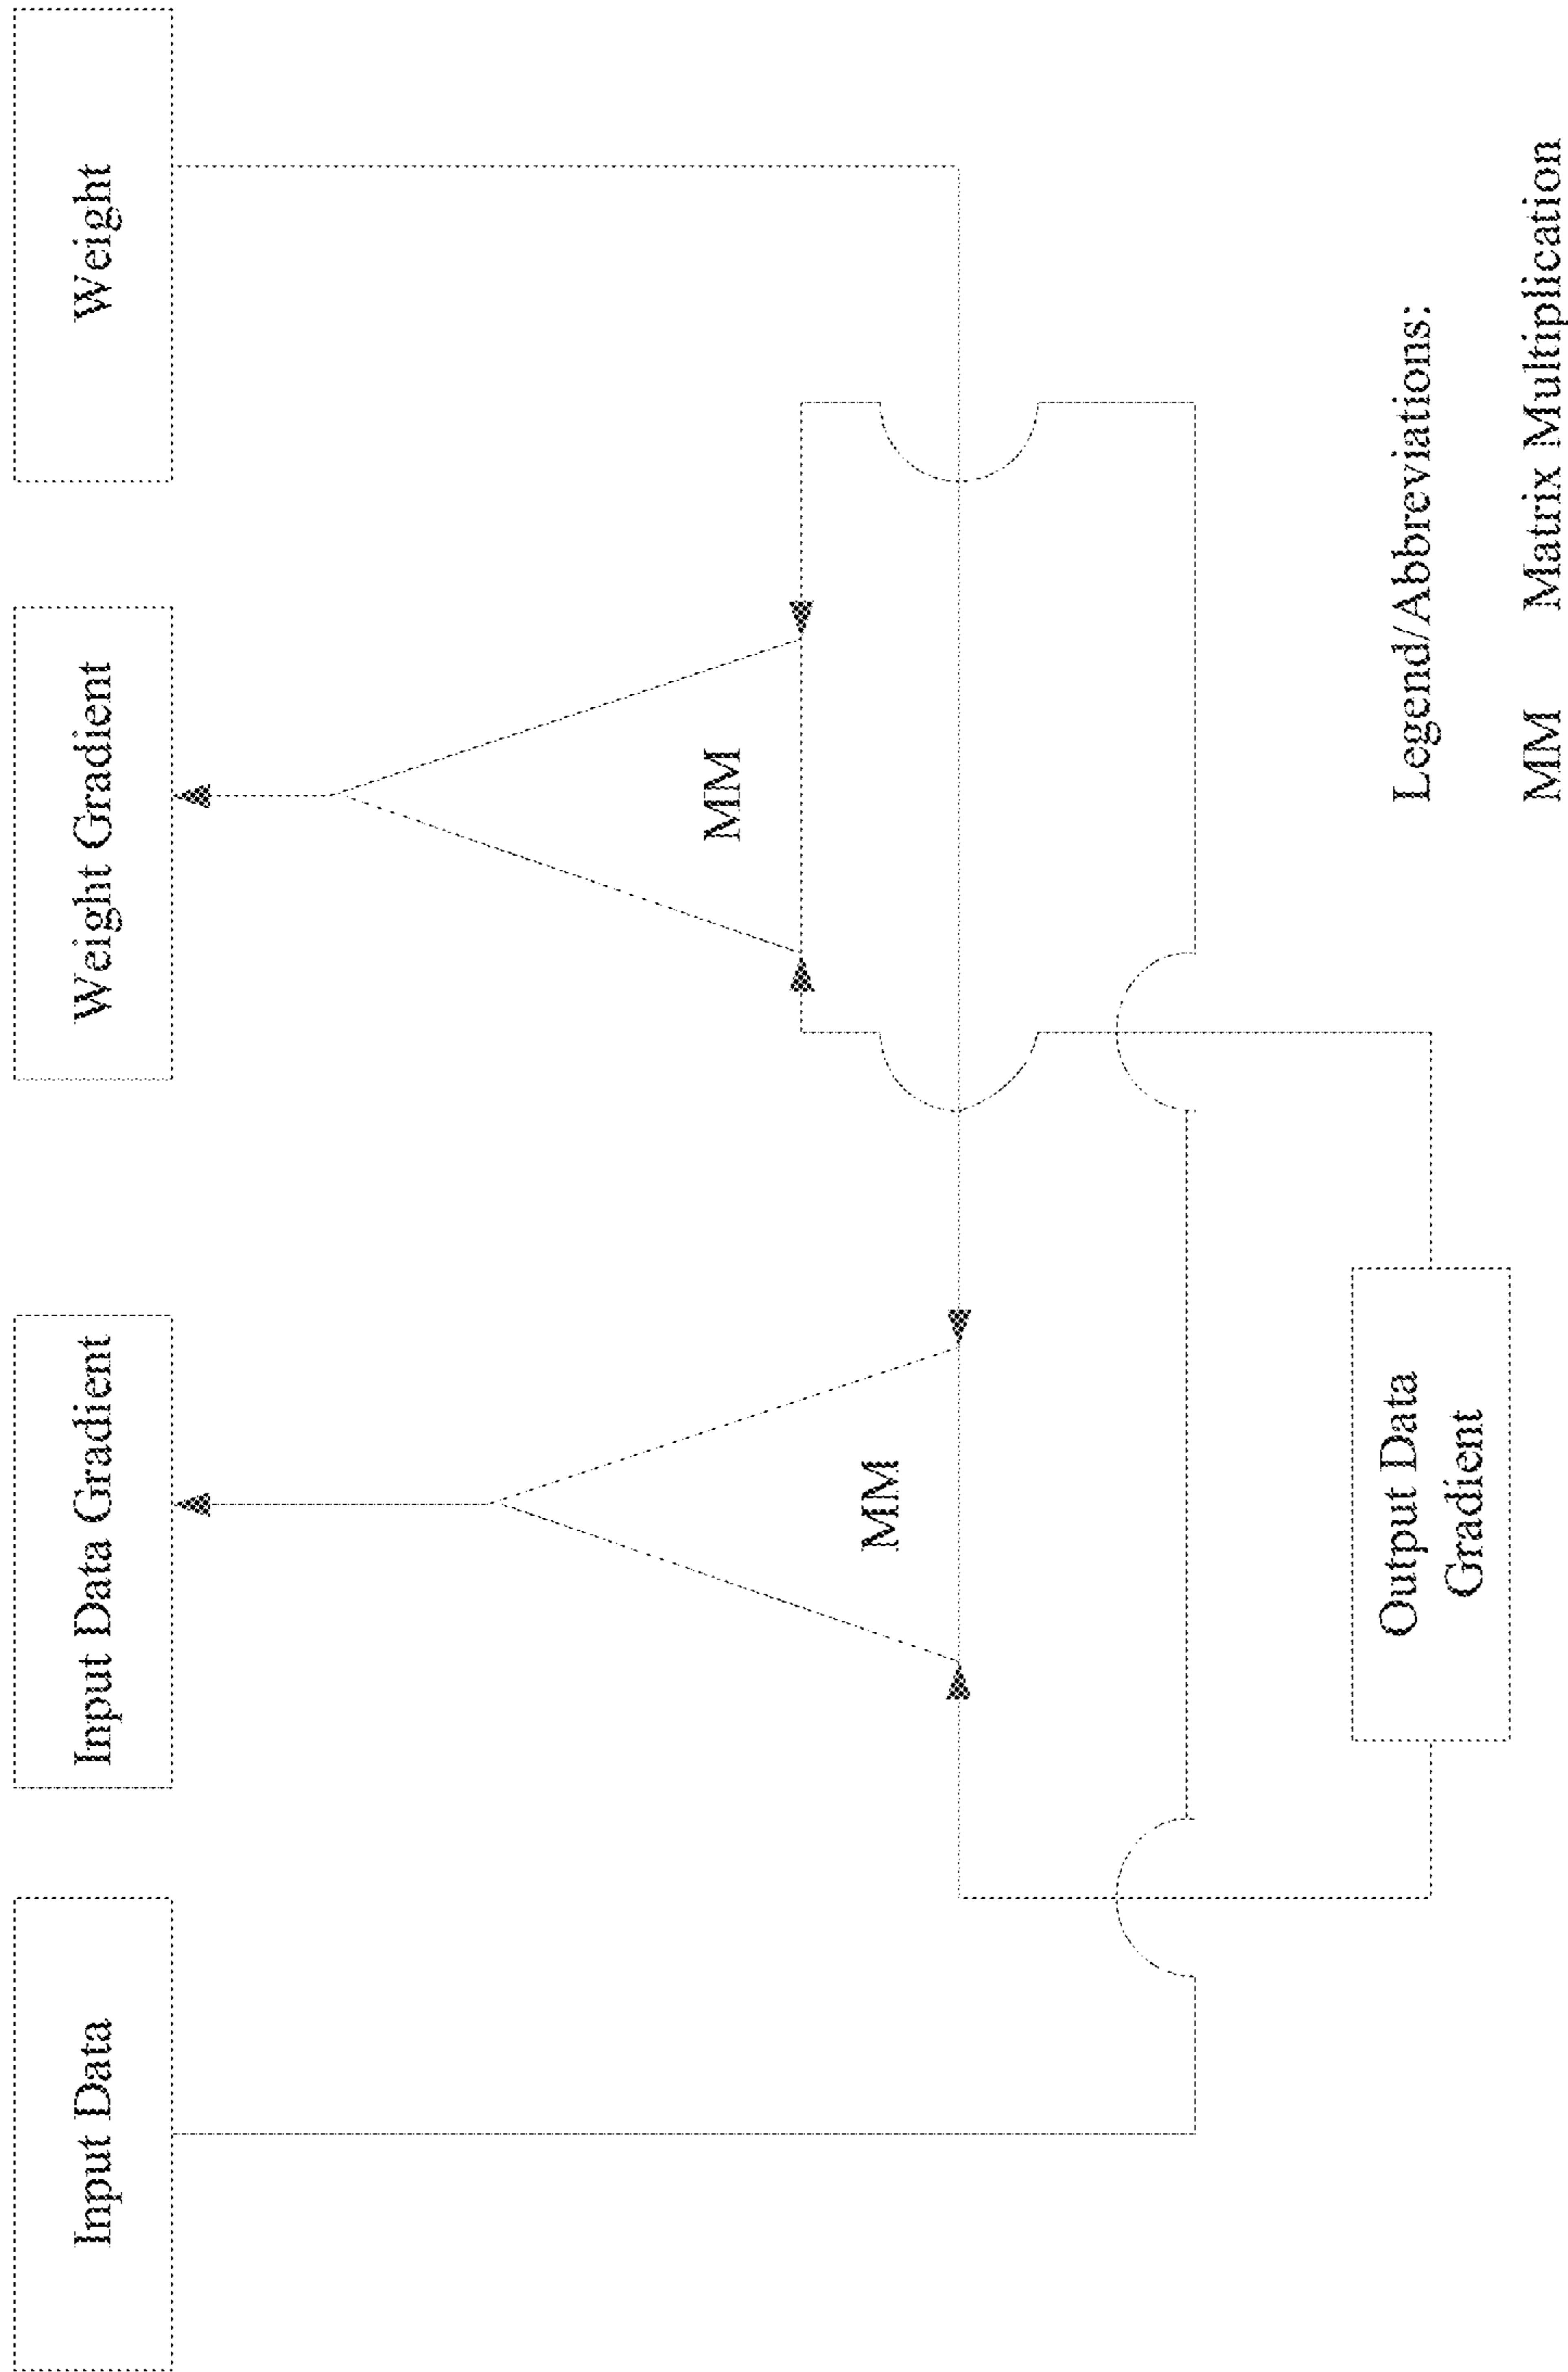 Input Data
Input Data Gradient
Weight Gradient
Weight
MM
MM
Output Data
Gradient
Legend/Abbreviations:
MM Matrix Multiplication